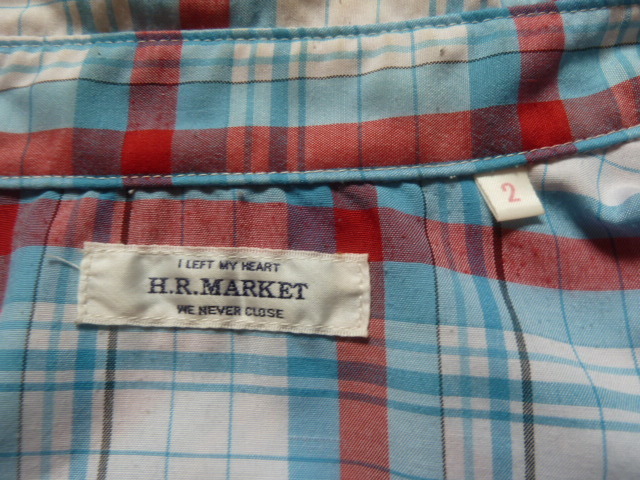 I LEFT MY HEART
H.R.MARKET
WE NEVER CLOSE
2